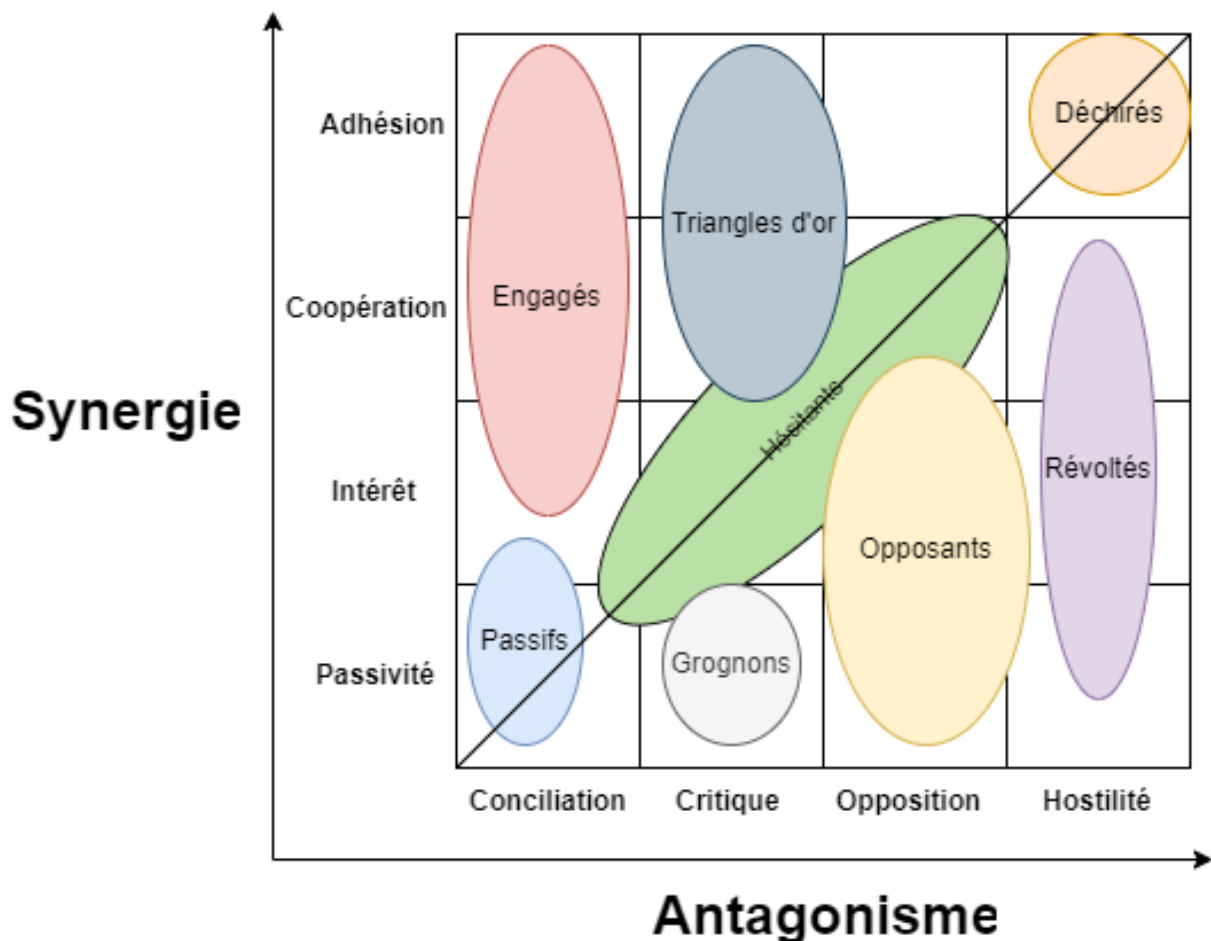 Adhésion
Déchirés
Triangles d'or
Engagés
Coopération
Synergie
Hésitants
Révoltés
Intérêt
Opposants
Passifs
Grognons
Passivité
Conciliation
Critique
Opposition
Hostilité
Antagonisme